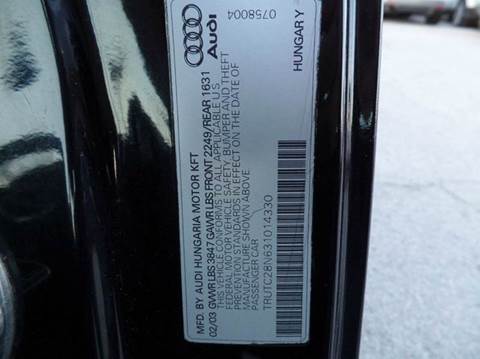 MFD. BY AUDI HUNGARIA MOTOR KFT
02/03 GVWR LBS 3847 GAWR LBS FRONT 2249/REAR 1631
THIS VEHICLE CONFORMS TO ALL APPLICABLE U S
FEDERAL MOTOR VEHICLE SAFETY, BUMPER AND THEFT
PREVENTION STANDARDS IN EFFECT ON THE DATE OF
MANUFACTURE SHOWN ABOVE
PASSENGER CAR
TRUTC28N631014330
Audi
0758004
HUNGARY